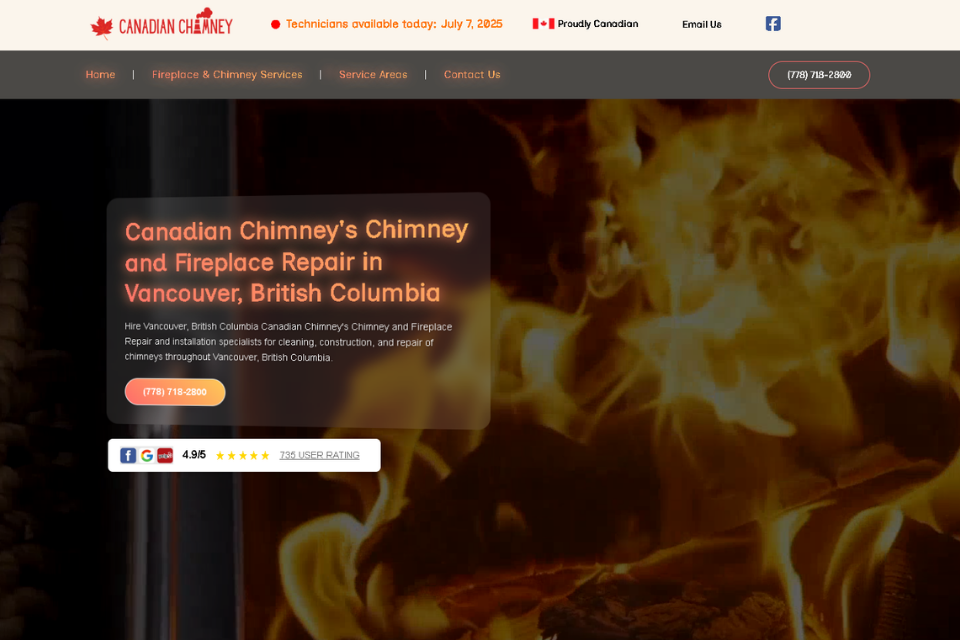 CANADIAN CHIMNEY
Technicians available today: July 7, 2025
Proudly Canadian
Email Us
Home | Fireplace & Chimney Services | Service Areas | Contact Us
(778) 718-2800
Canadian Chimney's Chimney
and Fireplace Repair in
Vancouver, British Columbia
Hire Vancouver, British Columbia Canadian Chimney's Chimney and Fireplace
Repair and installation specialists for cleaning, construction, and repair of
chimneys throughout Vancouver, British Columbia.
(778) 718-2800
4.9/5 ★★★★★ 735 USER RATING